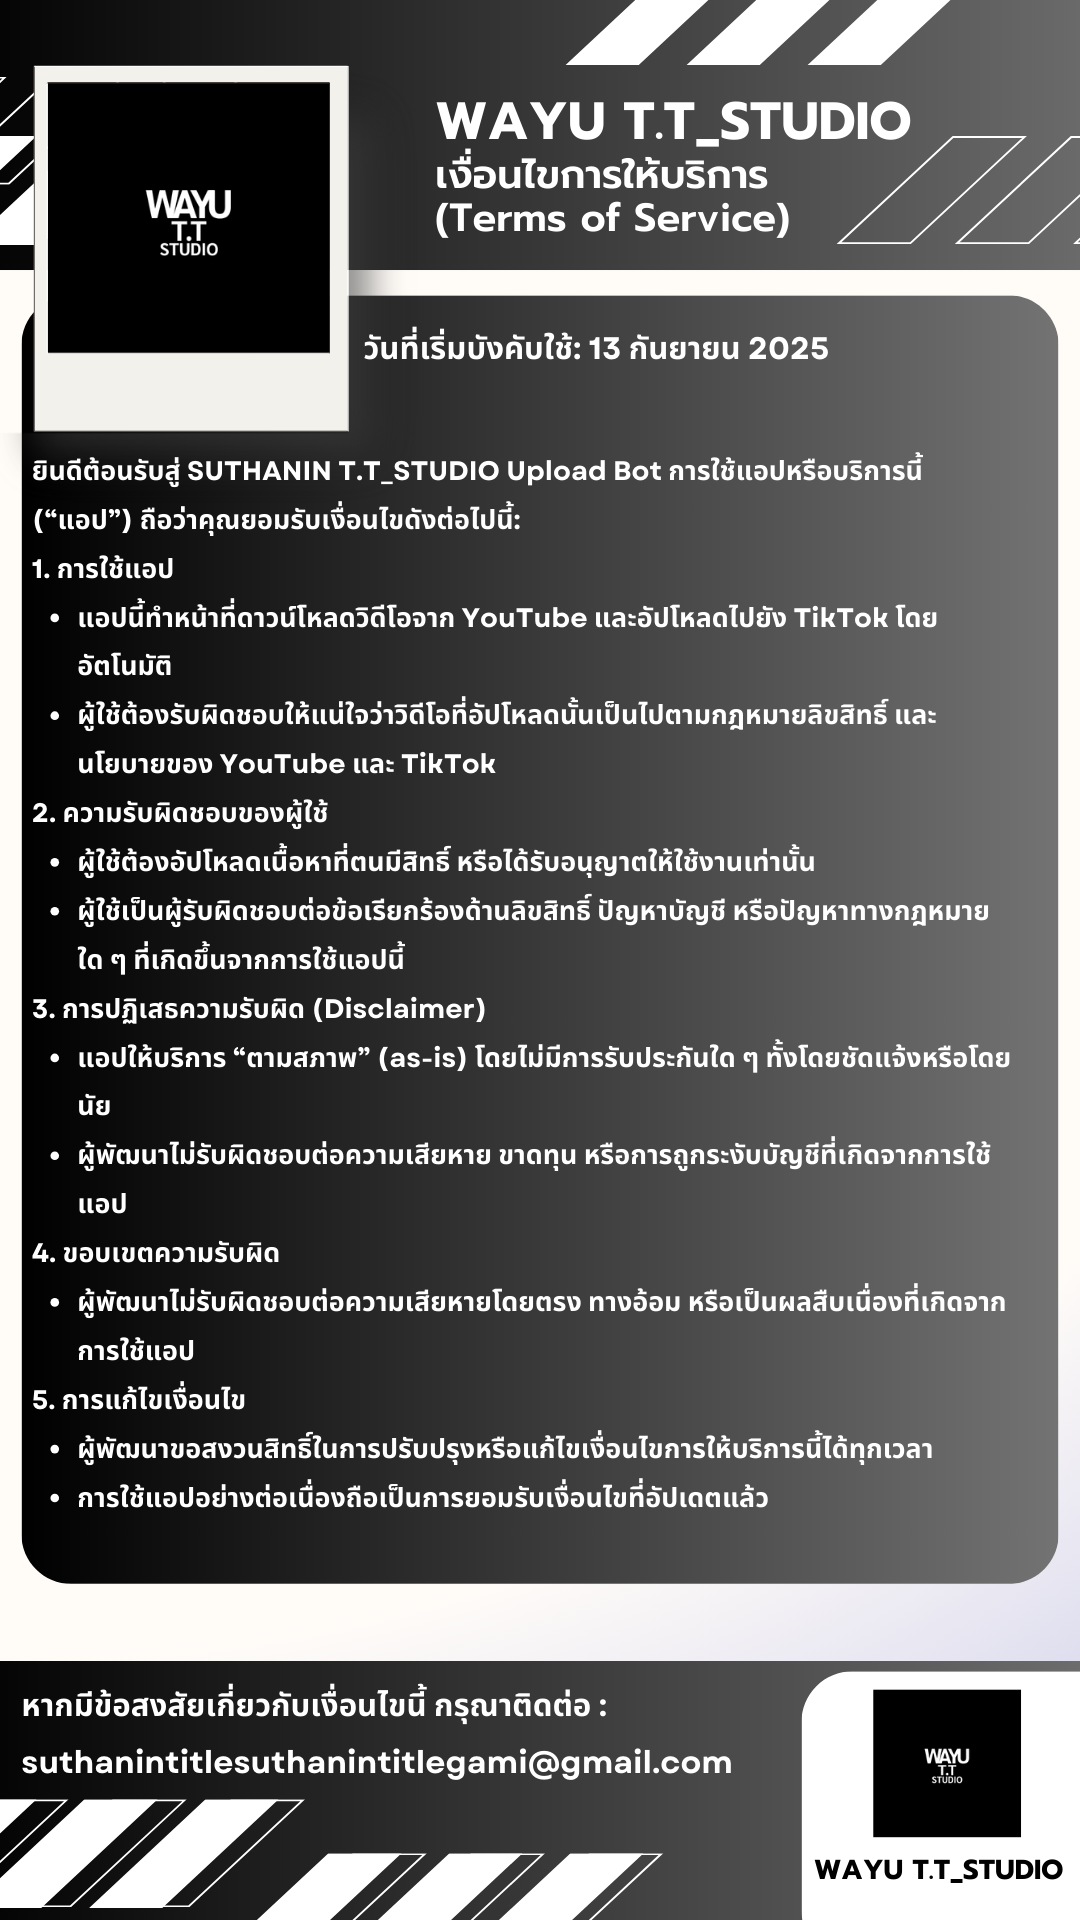 WAYU T.T_STUDIO
เงื่อนไขการให้บริการ
(Terms of Service)
WAYU
T.T
STUDIO
วันที่เริ่มบังคับใช้: 13 กันยายน 2025
ยินดีต้อนรับสู่ SUTHANIN T.T_STUDIO Upload Bot การใช้แอปหรือบริการนี้
(“แอป”) ถือว่าคุณยอมรับเงื่อนไขดังต่อไปนี้:
1. การใช้แอป
• แอปนี้ทำหน้าที่ดาวน์โหลดวิดีโอจาก YouTube และอัปโหลดไปยัง TikTok โดย
อัตโนมัติ
• ผู้ใช้ต้องรับผิดชอบให้แน่ใจว่าวิดีโอที่อัปโหลดนั้นเป็นไปตามกฎหมายลิขสิทธิ์ และ
นโยบายของ YouTube และ TikTok
2. ความรับผิดชอบของผู้ใช้
• ผู้ใช้ต้องอัปโหลดเนื้อหาที่ตนมีสิทธิ์ หรือได้รับอนุญาตให้ใช้งานเท่านั้น
• ผู้ใช้เป็นผู้รับผิดชอบต่อข้อเรียกร้องด้านลิขสิทธิ์ ปัญหาบัญชี หรือปัญหาทางกฎหมาย
ใด ๆ ที่เกิดขึ้นจากการใช้แอปนี้
3. การปฏิเสธความรับผิด (Disclaimer)
• แอปให้บริการ “ตามสภาพ” (as-is) โดยไม่มีการรับประกันใด ๆ ทั้งโดยชัดแจ้งหรือโดย
นัย
• ผู้พัฒนาไม่รับผิดชอบต่อความเสียหาย ขาดทุน หรือการถูกระงับบัญชีที่เกิดจากการใช้
แอป
4. ขอบเขตความรับผิด
• ผู้พัฒนาไม่รับผิดชอบต่อความเสียหายโดยตรง ทางอ้อม หรือเป็นผลสืบเนื่องที่เกิดจาก
การใช้แอป
5. การแก้ไขเงื่อนไข
• ผู้พัฒนาขอสงวนสิทธิ์ในการปรับปรุงหรือแก้ไขเงื่อนไขการให้บริการนี้ได้ทุกเวลา
• การใช้แอปอย่างต่อเนื่องถือเป็นการยอมรับเงื่อนไขที่อัปเดตแล้ว
หากมีข้อสงสัยเกี่ยวกับเงื่อนไขนี้ กรุณาติดต่อ :
suthanintitlesuthanintitlegami@gmail.com
WAYU
T.T
STUDIO
WAYU T.T_STUDIO